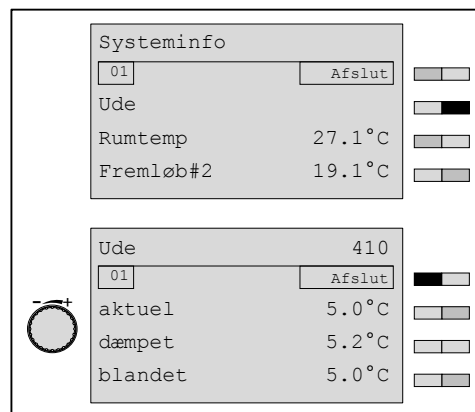 Systeminfo
01 Afslut
Ude
Rumtemp 27.1°C
Fremløb#2 19.1°C
Ude 410
01 Afslut
- +
aktuel 5.0°C
dæmpet 5.2°C
blandet 5.0°C